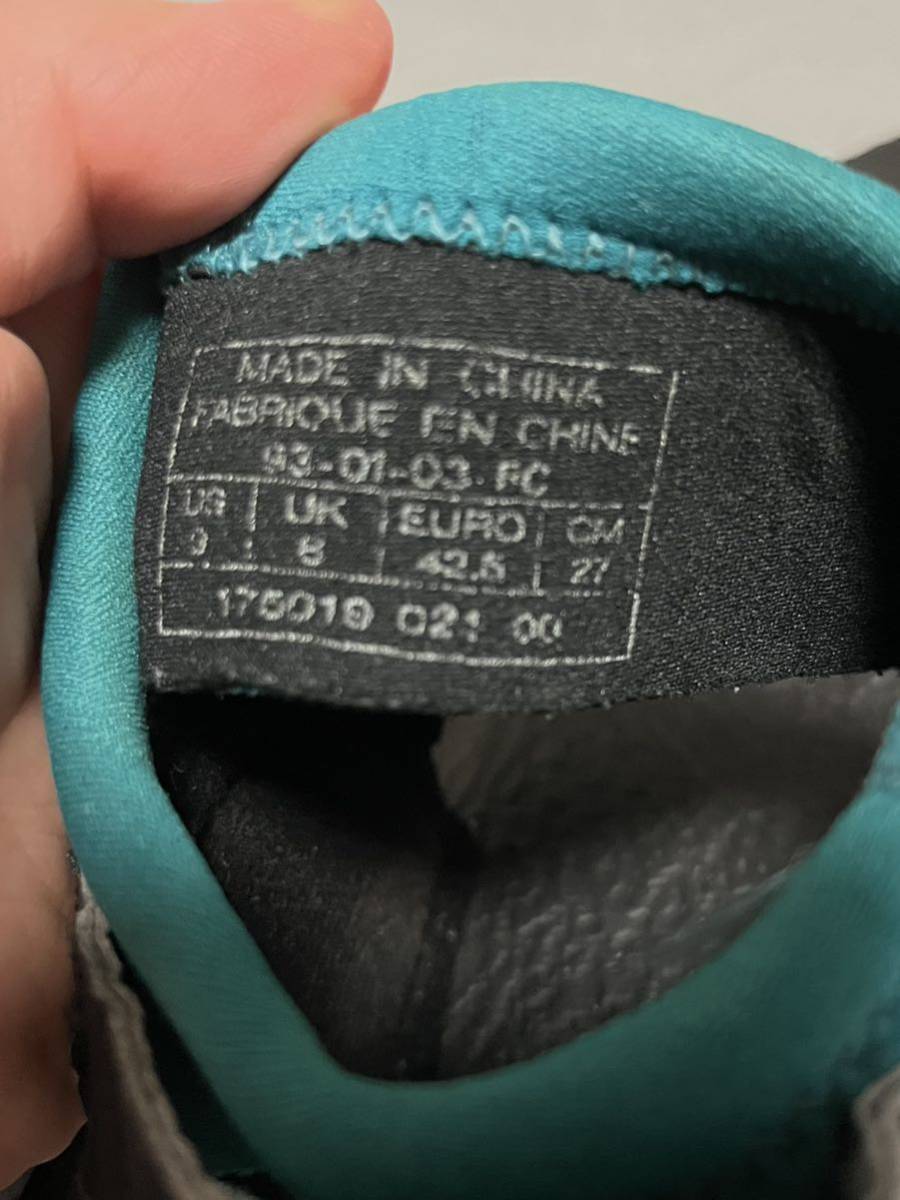 MADE IN CHINA
FABRIQUE EN CHINE
93-01-03 FC
US UK EURO CM
9 8 42.5 27
175019 021 00